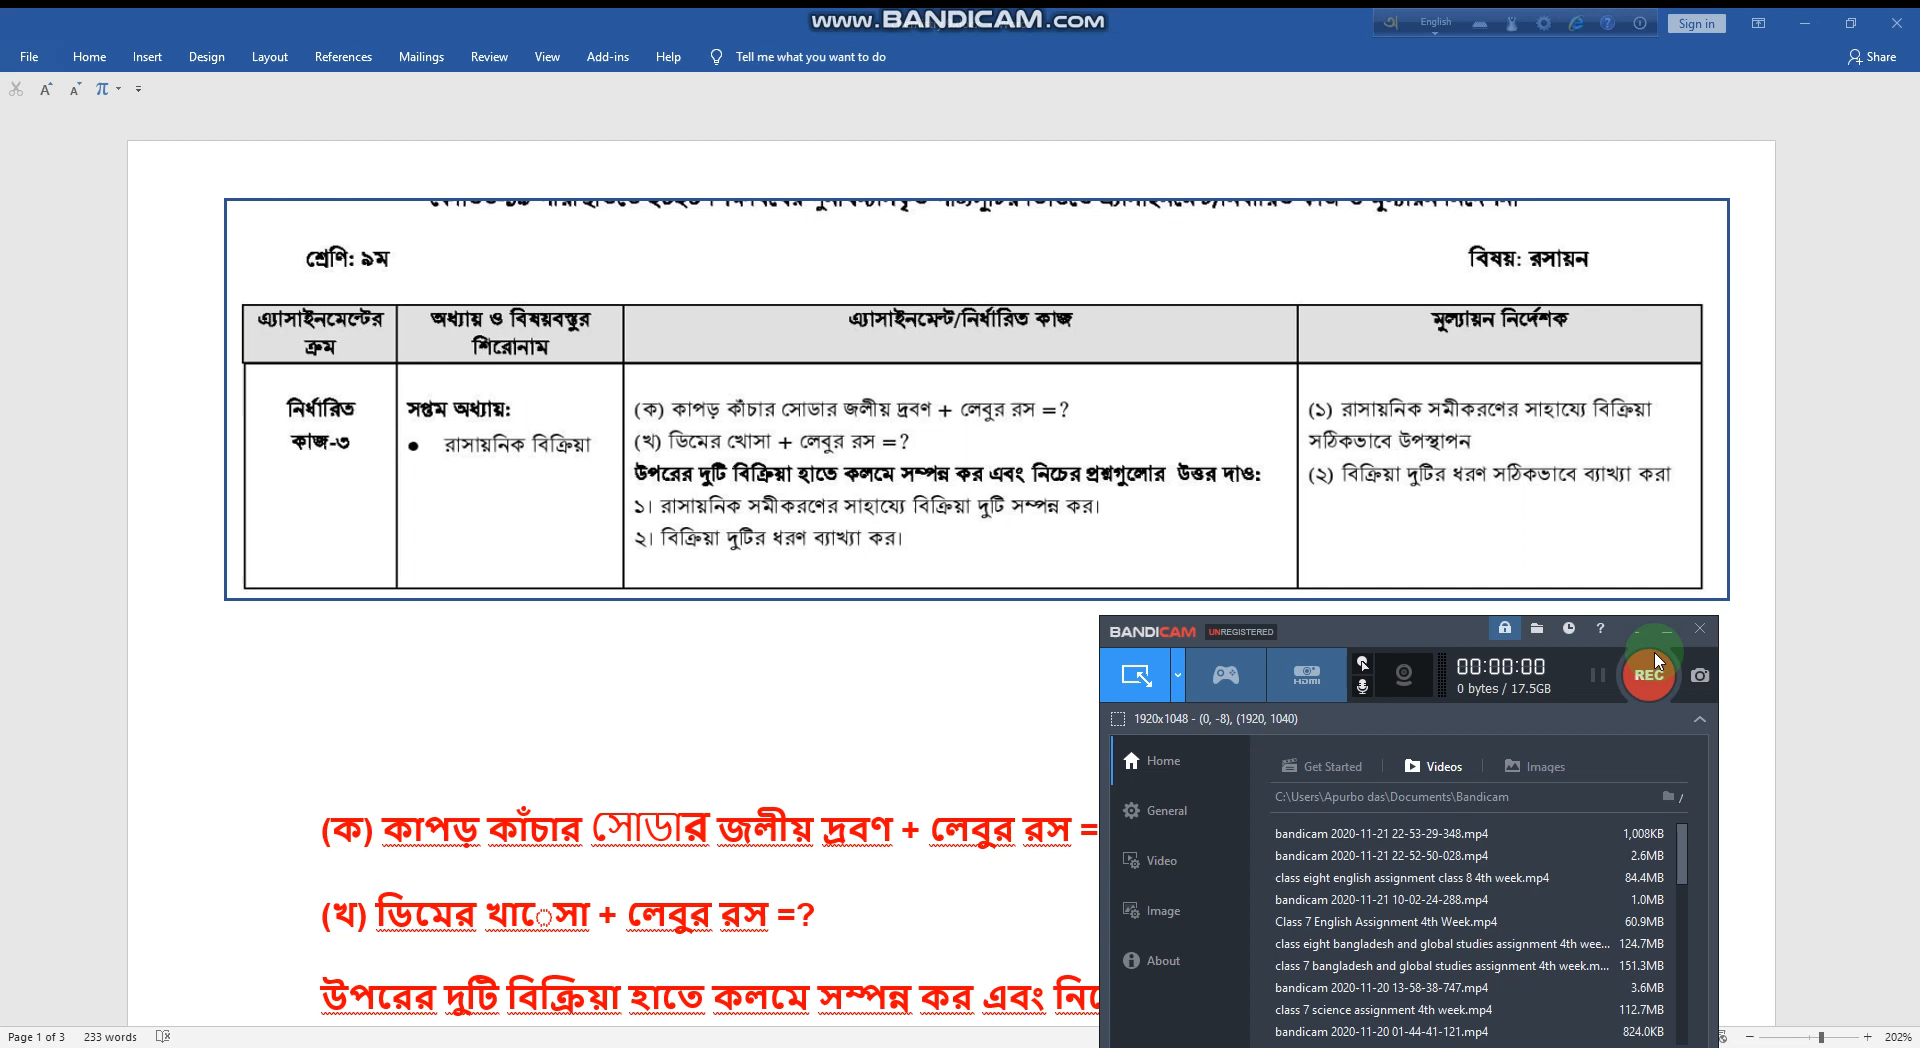 www.BANDICAM.com
English
Sign in
File Home Insert Design Layout References Mailings Review View Add-ins Help Tell me what you want to do
Share
শ্রেণি: ৯ম
বিষয়: রসায়ন
এ্যাসাইনমেন্টের ক্রম
অধ্যায় ও বিষয়বস্তুর শিরোনাম
এ্যাসাইনমেন্ট/নির্ধারিত কাজ
মূল্যায়ন নির্দেশক
নির্ধারিত কাজ-৩
সপ্তম অধ্যায়:
● রাসায়নিক বিক্রিয়া
(ক) কাপড় কাঁচার সোডার জলীয় দ্রবণ + লেবুর রস =?
(খ) ডিমের খোসা + লেবুর রস =?
উপরের দুটি বিক্রিয়া হাতে কলমে সম্পন্ন কর এবং নিচের প্রশ্নগুলোর উত্তর দাও:
১। রাসায়নিক সমীকরণের সাহায্যে বিক্রিয়া দুটি সম্পন্ন কর।
২। বিক্রিয়া দুটির ধরণ ব্যাখ্যা কর।
(১) রাসায়নিক সমীকরণের সাহায্যে বিক্রিয়া
সঠিকভাবে উপস্থাপন
(২) বিক্রিয়া দুটির ধরণ সঠিকভাবে ব্যাখ্যা করা
(ক) কাপড় কাঁচার সোডার জলীয় দ্রবণ + লেবুর রস =
(খ) ডিমের খােসা + লেবুর রস =?
উপরের দুটি বিক্রিয়া হাতে কলমে সম্পন্ন কর এবং
BANDICAM UNREGISTERED
00:00:00
0 bytes / 17.5GB
REC
HDMI
1920x1048 - (0, -8), (1920, 1040)
Home
General
Video
Image
About
Get Started Videos Images
C:\Users\Apurbo das\Documents\Bandicam
bandicam 2020-11-21 22-53-29-348.mp4 1,008KB
bandicam 2020-11-21 22-52-50-028.mp4 2.6MB
class eight english assignment class 8 4th week.mp4 84.4MB
bandicam 2020-11-21 10-02-24-288.mp4 1.0MB
Class 7 English Assignment 4th Week.mp4 60.9MB
class eight bangladesh and global studies assignment 4th wee... 124.7MB
class 7 bangladesh and global studies assignment 4th week.m... 151.3MB
bandicam 2020-11-20 13-58-38-747.mp4 3.6MB
class 7 science assignment 4th week.mp4 112.7MB
bandicam 2020-11-20 01-44-41-121.mp4 824.0KB
Page 1 of 3 233 words
202%